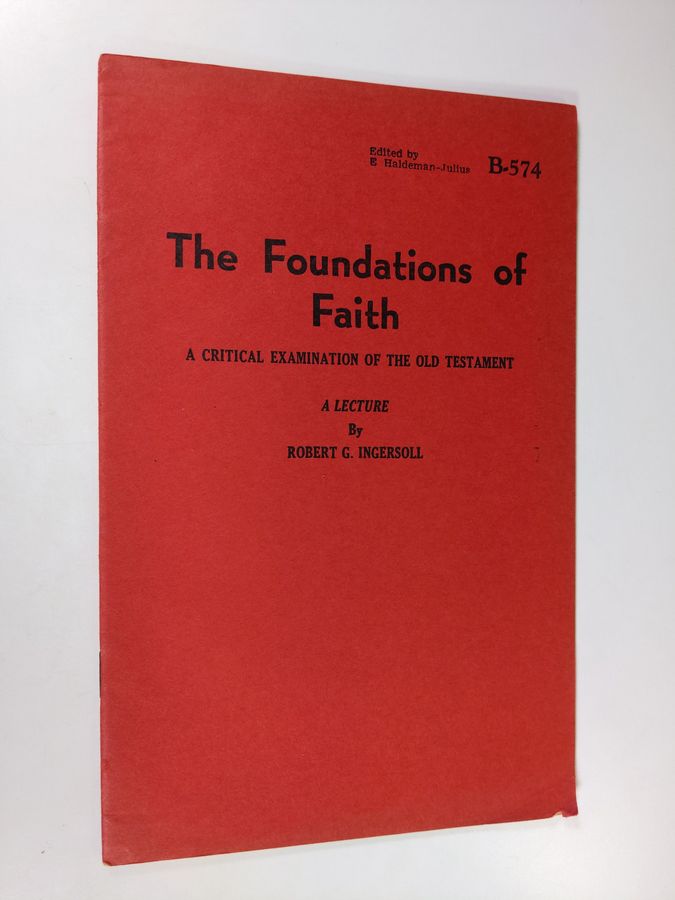 Edited by
E Haldeman-Julius
B-574
The Foundations of
Faith
A CRITICAL EXAMINATION OF THE OLD TESTAMENT
A LECTURE
By
ROBERT G. INGERSOLL